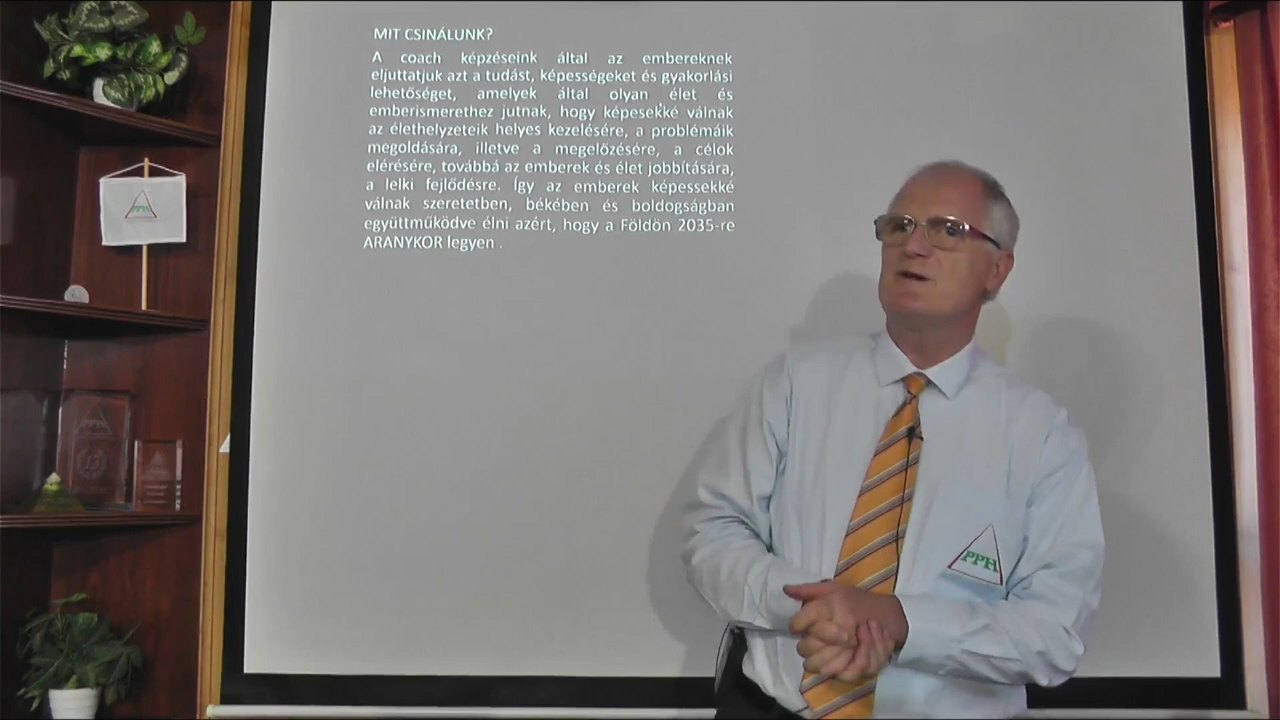 MIT CSINÁLUNK?
A coach képzéseink által az embereknek
eljuttatjuk azt a tudást, képességeket és gyakorlási
lehetőséget, amelyek által olyan élet és
emberismerethez jutnak, hogy képesekké válnak
az élethelyzeteik helyes kezelésére, a problémáik
megoldására, illetve a megelőzésére, a célok
elérésére, továbbá az emberek és élet jobbítására,
a lelki fejlődésre. Így az emberek képessekké
válnak szeretetben, békében és boldogságban
együttműködve élni azért, hogy a Földön 2035-re
ARANYKOR legyen .
PPH
PPH
13